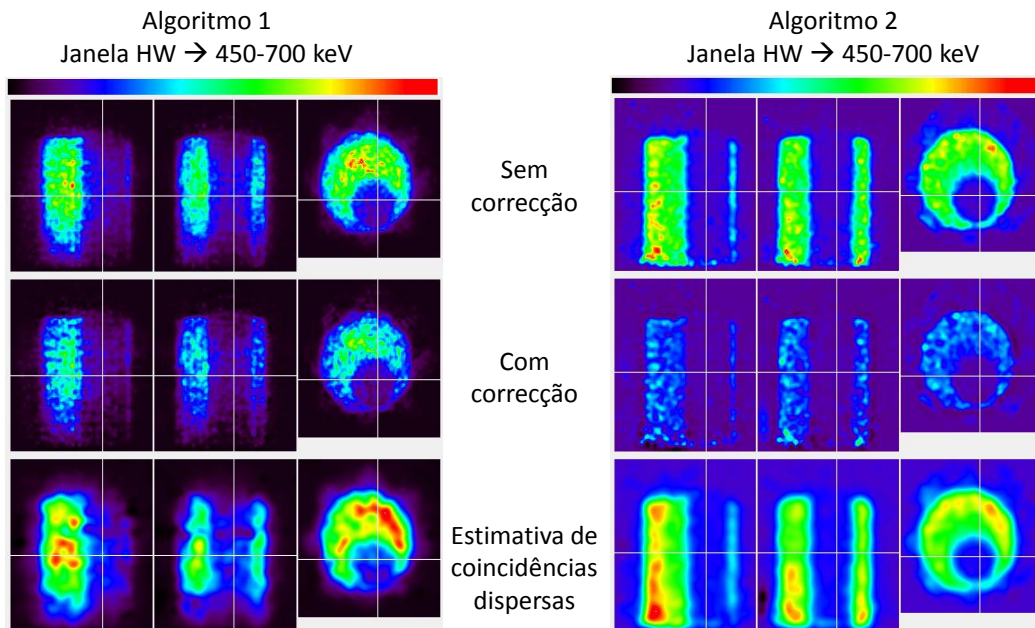 Algoritmo 1
Janela HW → 450-700 keV
Algoritmo 2
Janela HW → 450-700 keV
Sem
correcção
Com
correcção
Estimativa de
coincidências
dispersas